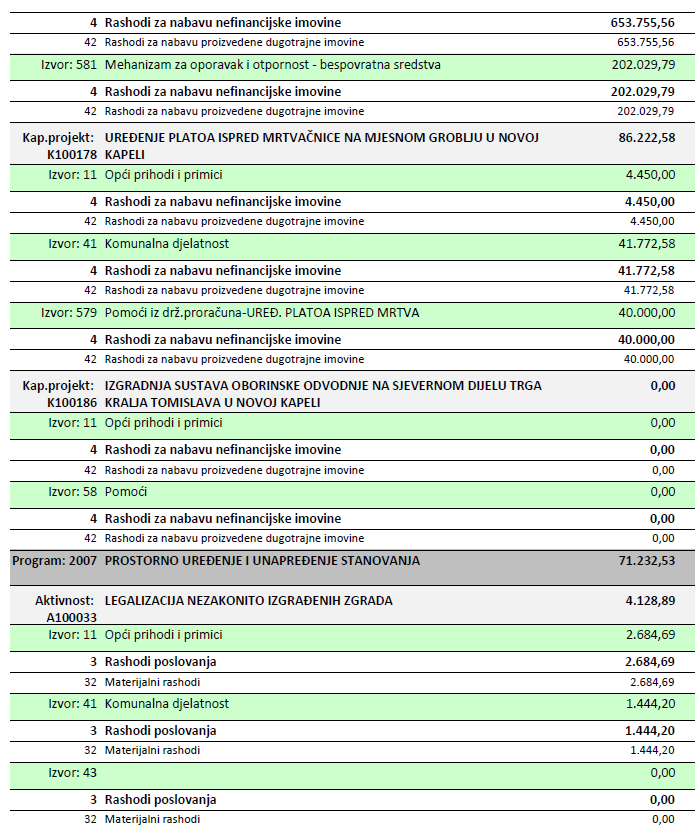 4 Rashodi za nabavu nefinancijske imovine 653.755,56
42 Rashodi za nabavu proizvedene dugotrajne imovine 653.755,56
Izvor: 581 Mehanizam za oporavak i otpornost - bespovratna sredstva 202.029,79
4 Rashodi za nabavu nefinancijske imovine 202.029,79
42 Rashodi za nabavu proizvedene dugotrajne imovine 202.029,79
Kap.projekt: UREĐENJE PLATOA ISPRED MRTVAČNICE NA MJESNOM GROBLJU U NOVOJ 86.222,58
K100178 KAPELI
Izvor: 11 Opći prihodi i primici 4.450,00
4 Rashodi za nabavu nefinancijske imovine 4.450,00
42 Rashodi za nabavu proizvedene dugotrajne imovine 4.450,00
Izvor: 41 Komunalna djelatnost 41.772,58
4 Rashodi za nabavu nefinancijske imovine 41.772,58
42 Rashodi za nabavu proizvedene dugotrajne imovine 41.772,58
Izvor: 579 Pomoći iz drž.proračuna-UREĐ. PLATOA ISPRED MRTVA 40.000,00
4 Rashodi za nabavu nefinancijske imovine 40.000,00
42 Rashodi za nabavu proizvedene dugotrajne imovine 40.000,00
Kap.projekt: IZGRADNJA SUSTAVA OBORINSKE ODVODNJE NA SJEVERNOM DIJELU TRGA 0,00
K100186 KRALJA TOMISLAVA U NOVOJ KAPELI
Izvor: 11 Opći prihodi i primici 0,00
4 Rashodi za nabavu nefinancijske imovine 0,00
42 Rashodi za nabavu proizvedene dugotrajne imovine 0,00
Izvor: 58 Pomoći 0,00
4 Rashodi za nabavu nefinancijske imovine 0,00
42 Rashodi za nabavu proizvedene dugotrajne imovine 0,00
Program: 2007 PROSTORNO UREĐENJE I UNAPREĐENJE STANOVANJA 71.232,53
Aktivnost: LEGALIZACIJA NEZAKONITO IZGRAĐENIH ZGRADA 4.128,89
A100033
Izvor: 11 Opći prihodi i primici 2.684,69
3 Rashodi poslovanja 2.684,69
32 Materijalni rashodi 2.684,69
Izvor: 41 Komunalna djelatnost 1.444,20
3 Rashodi poslovanja 1.444,20
32 Materijalni rashodi 1.444,20
Izvor: 43 0,00
3 Rashodi poslovanja 0,00
32 Materijalni rashodi 0,00